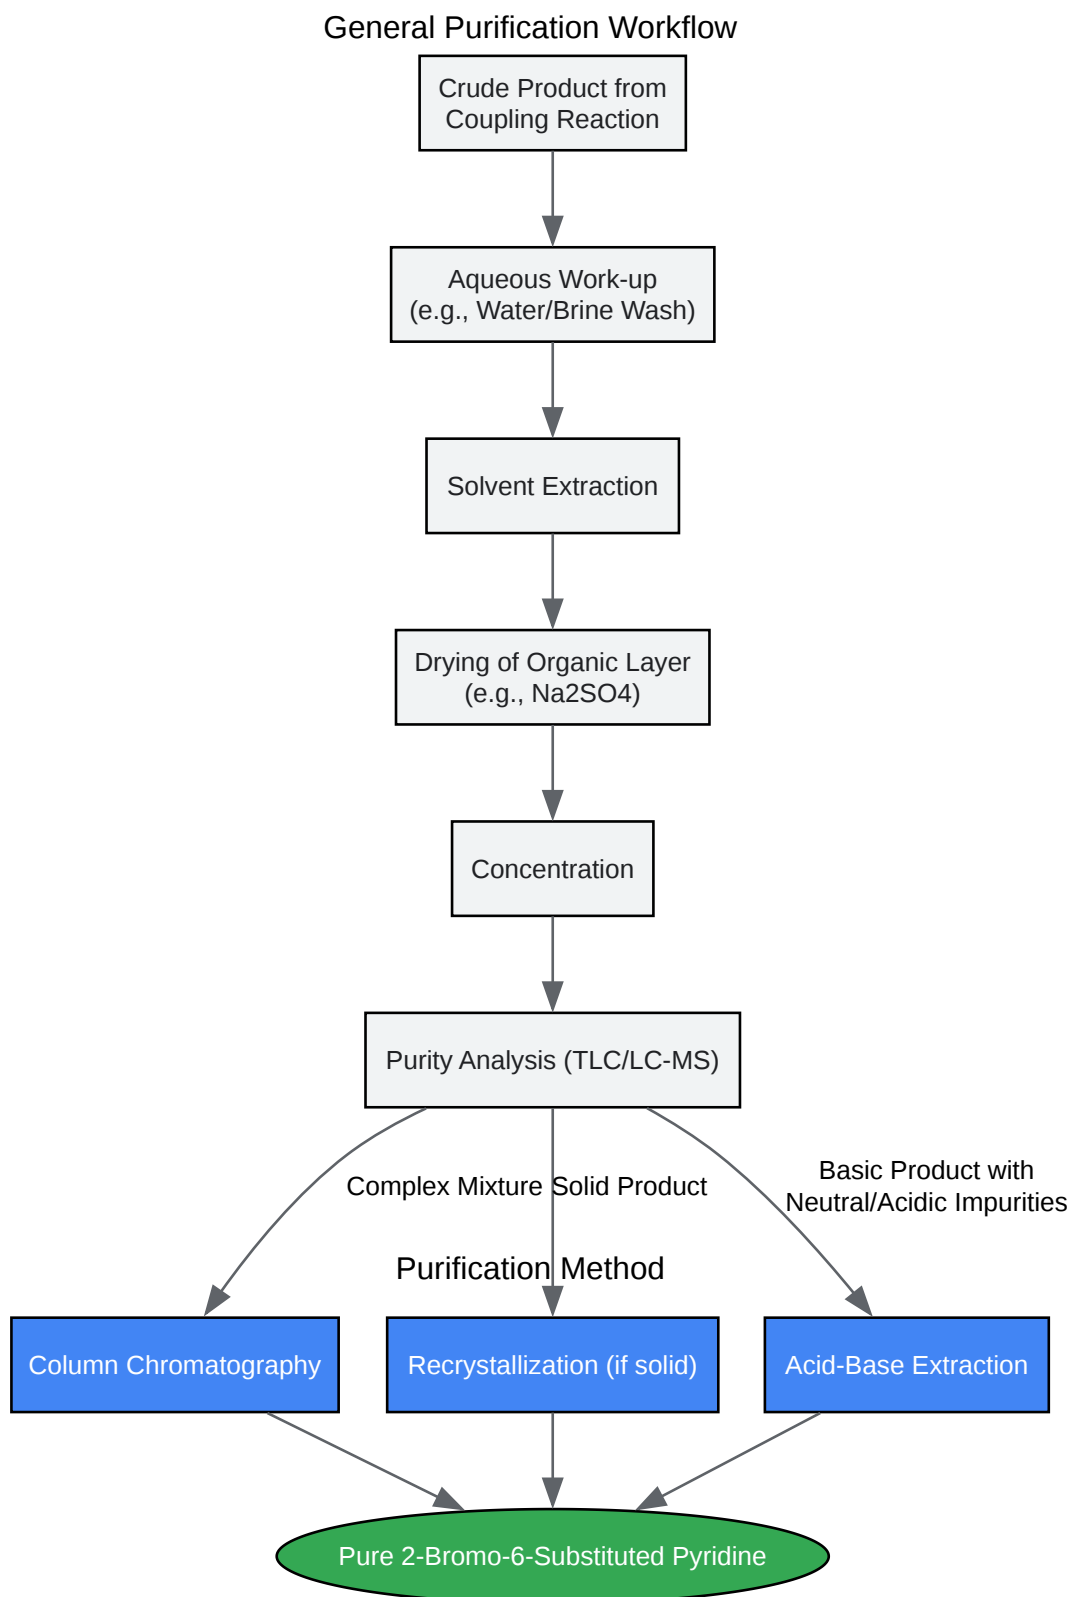 General Purification Workflow
Crude Product from
Coupling Reaction
Aqueous Work-up
(e.g., Water/Brine Wash)
Solvent Extraction
Drying of Organic Layer
(e.g., Na2SO4)
Concentration
Purity Analysis (TLC/LC-MS)
Complex Mixture
Solid Product
Basic Product with
Neutral/Acidic Impurities
Purification Method
Column Chromatography
Recrystallization (if solid)
Acid-Base Extraction
Pure 2-Bromo-6-Substituted Pyridine